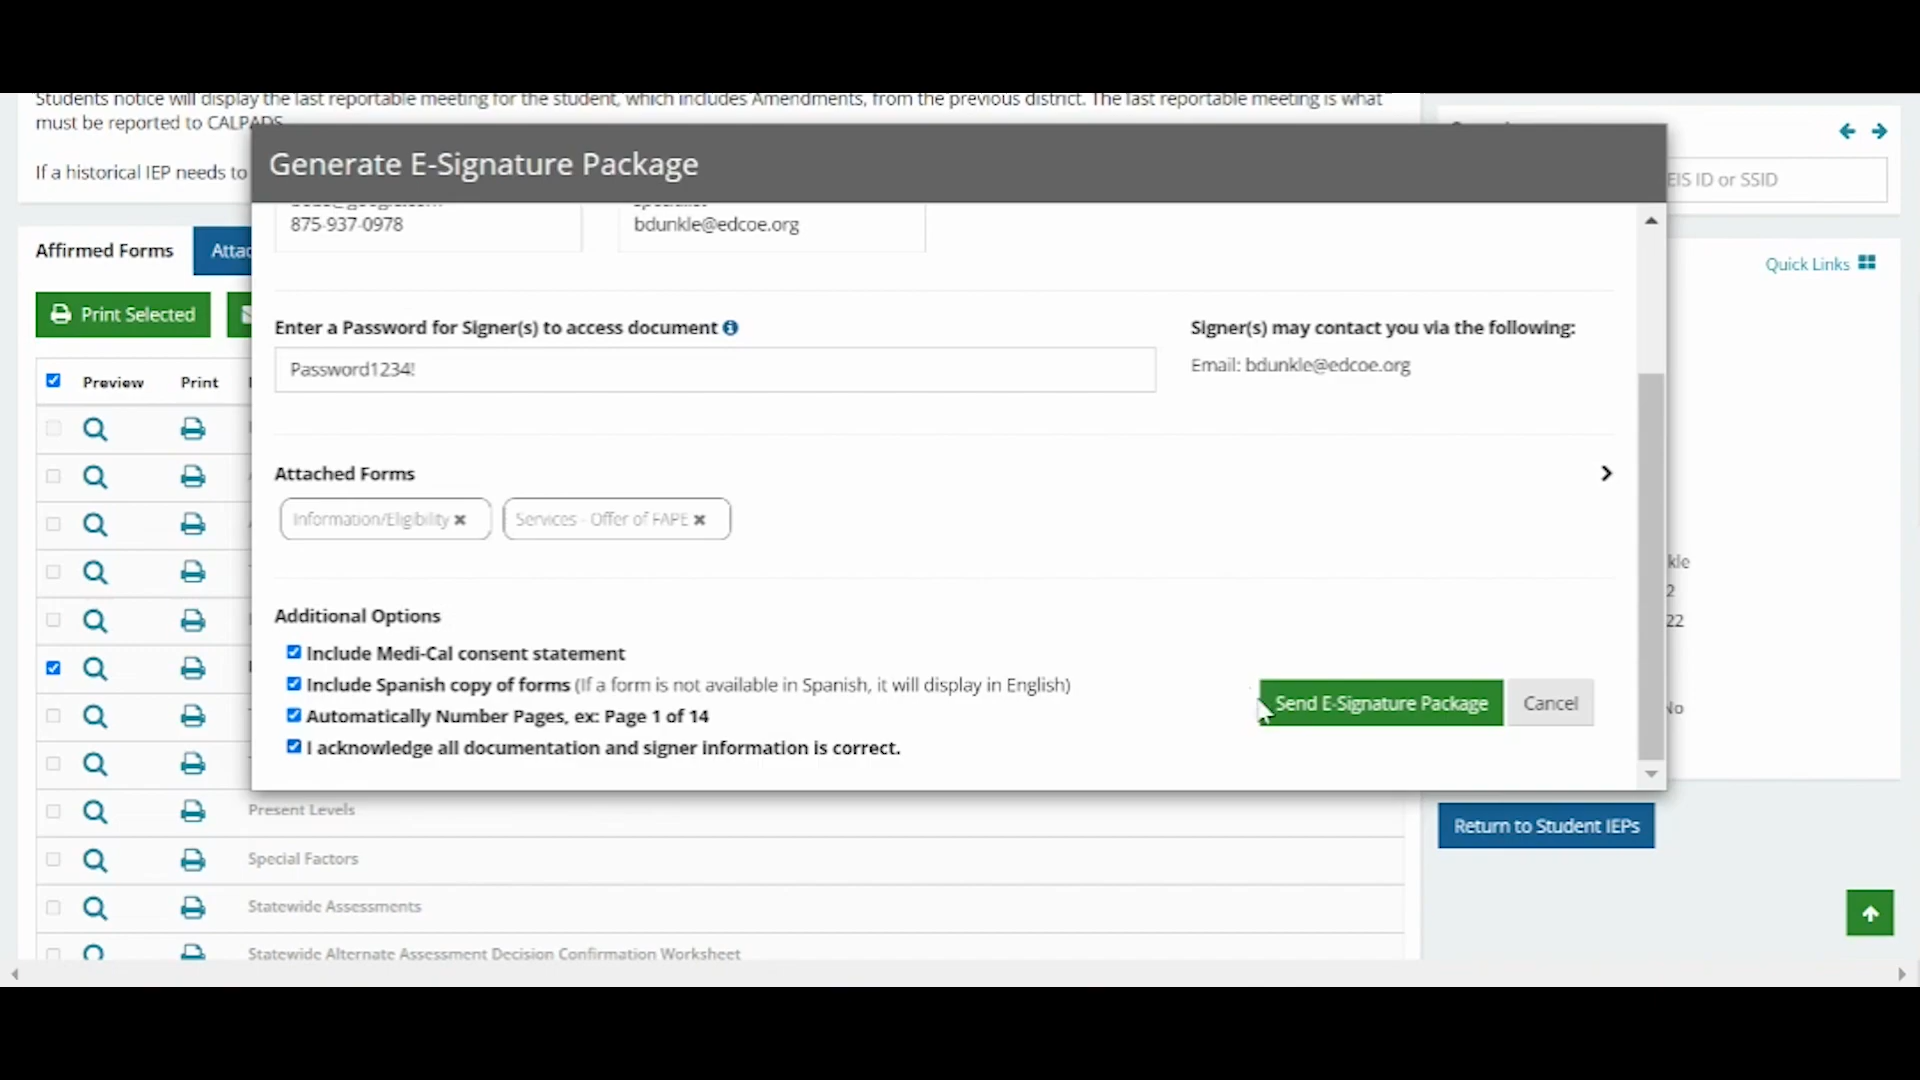 Students notice will display the last reportable meeting for the student, which includes Amendments, from the previous district. The last reportable meeting is what
must be reported to CALPADS
If a historical IEP needs to
EIS ID or SSID
Generate E-Signature Package
875-937-0978
bdunkle@edcoe.org
Affirmed Forms
Attac
Quick Links
Print Selected
Enter a Password for Signer(s) to access document
Signer(s) may contact you via the following:
Password1234!
Email: bdunkle@edcoe.org
Preview
Print
Attached Forms
Information/Eligibility ×
Services - Offer of FAPE ×
kle
2
22
Additional Options
Include Medi-Cal consent statement
Include Spanish copy of forms (If a form is not available in Spanish, it will display in English)
Automatically Number Pages, ex: Page 1 of 14
I acknowledge all documentation and signer information is correct.
Send E-Signature Package
Cancel
No
Present Levels
Return to Student IEPs
Special Factors
Statewide Assessments
Statewide Alternate Assessment Decision Confirmation Worksheet